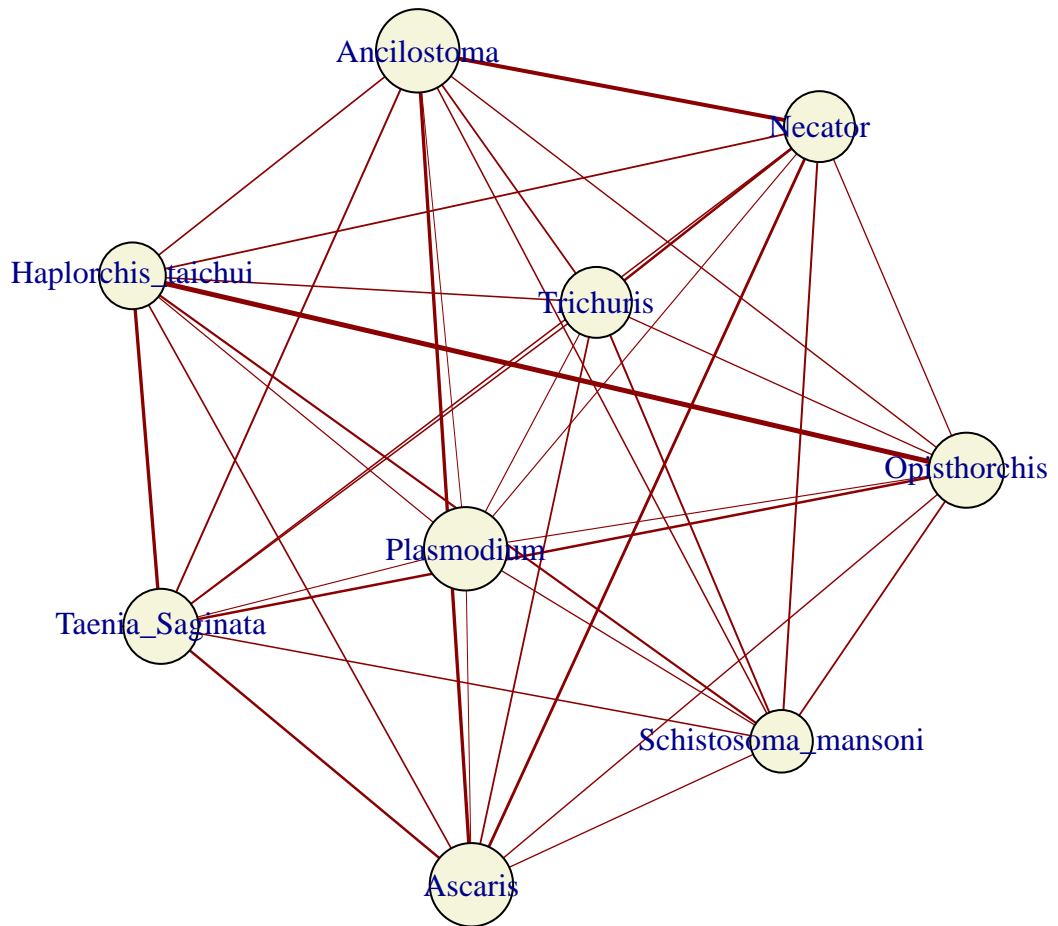 Ancilostoma
Necator
Haplorchis_taichui
Trichuris
Opisthorchis
Plasmodium
Taenia_Saginata
Schistosoma_mansoni
Ascaris